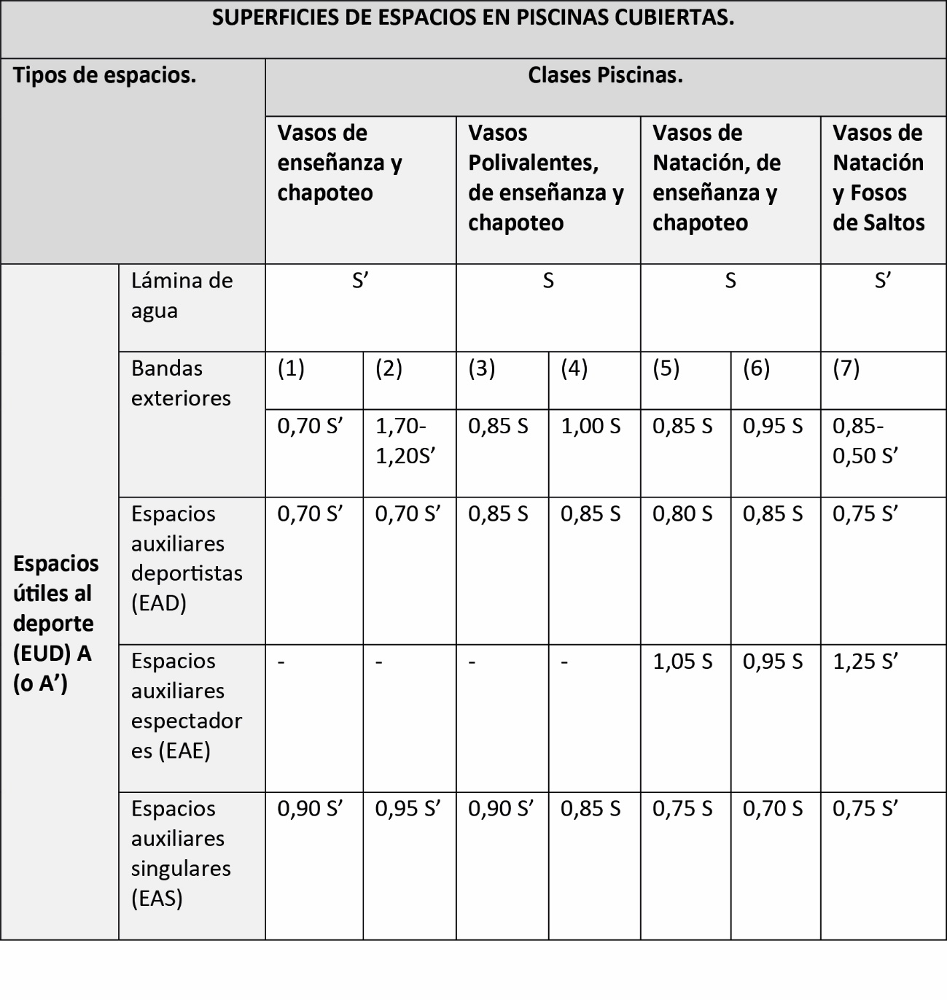 SUPERFICIES DE ESPACIOS EN PISCINAS CUBIERTAS.
Tipos de espacios.
Clases Piscinas.
Vasos de
enseñanza y
chapoteo
Vasos
Polivalentes,
de enseñanza y
chapoteo
Vasos de
Natación, de
enseñanza y
chapoteo
Vasos de
Natación
y Fosos
de Saltos
Espacios
útiles al
deporte
(EUD) A
(o A’)
Lámina de
agua
S’
S
S
S’
Bandas
exteriores
(1)
(2)
(3)
(4)
(5)
(6)
(7)
0,70 S’
1,70-
1,20S’
0,85 S
1,00 S
0,85 S
0,95 S
0,85-
0,50 S’
Espacios
auxiliares
deportistas
(EAD)
0,70 S’
0,70 S’
0,85 S
0,85 S
0,80 S
0,85 S
0,75 S’
Espacios
auxiliares
espectador
es (EAE)
-
-
-
-
1,05 S
0,95 S
1,25 S’
Espacios
auxiliares
singulares
(EAS)
0,90 S’
0,95 S’
0,90 S’
0,85 S
0,75 S
0,70 S
0,75 S’